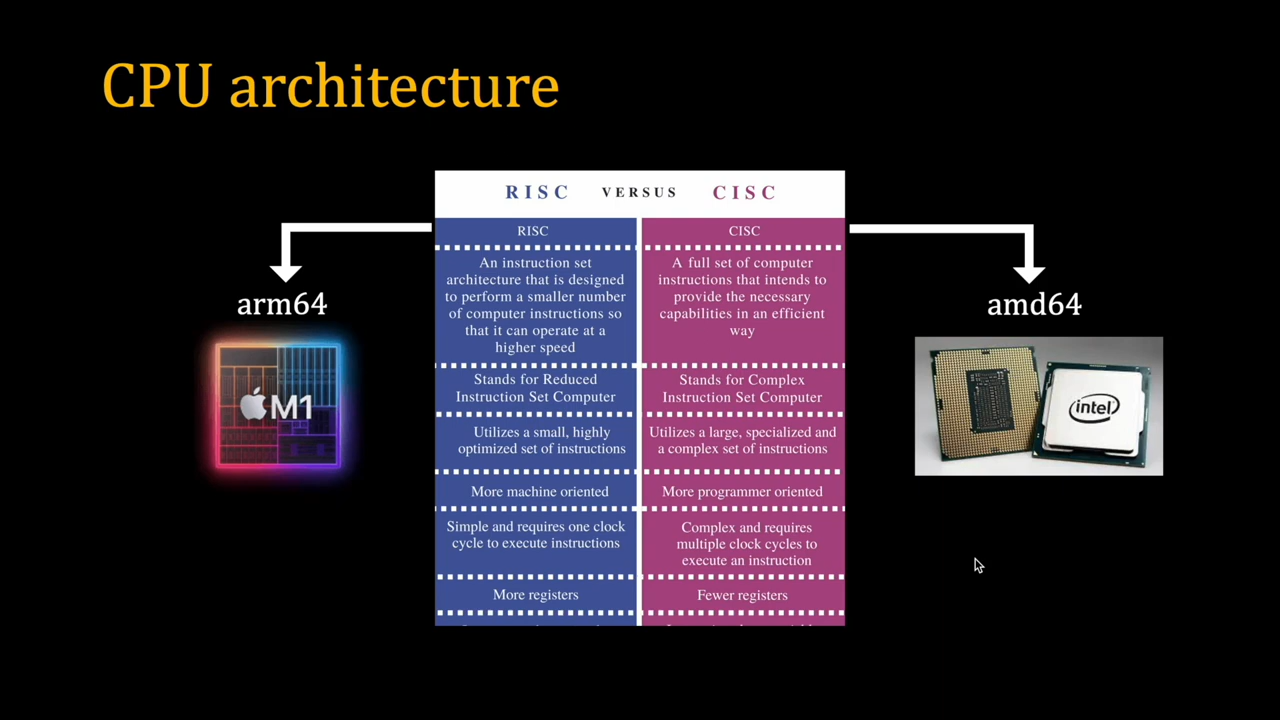 CPU architecture
RISC VERSUS CISC
RISC
An instruction set
architecture that is designed
to perform a smaller number
of computer instructions so
that it can operate at a
higher speed
Stands for Reduced
Instruction Set Computer
Utilizes a small, highly
optimized set of instructions
More machine oriented
Simple and requires one clock
cycle to execute instructions
More registers
CISC
A full set of computer
instructions that intends to
provide the necessary
capabilities in an efficient
way
Stands for Complex
Instruction Set Computer
Utilizes a large, specialized and
a complex set of instructions
More programmer oriented
Complex and requires
multiple clock cycles to
execute an instruction
Fewer registers
arm64
M1
amd64
intel